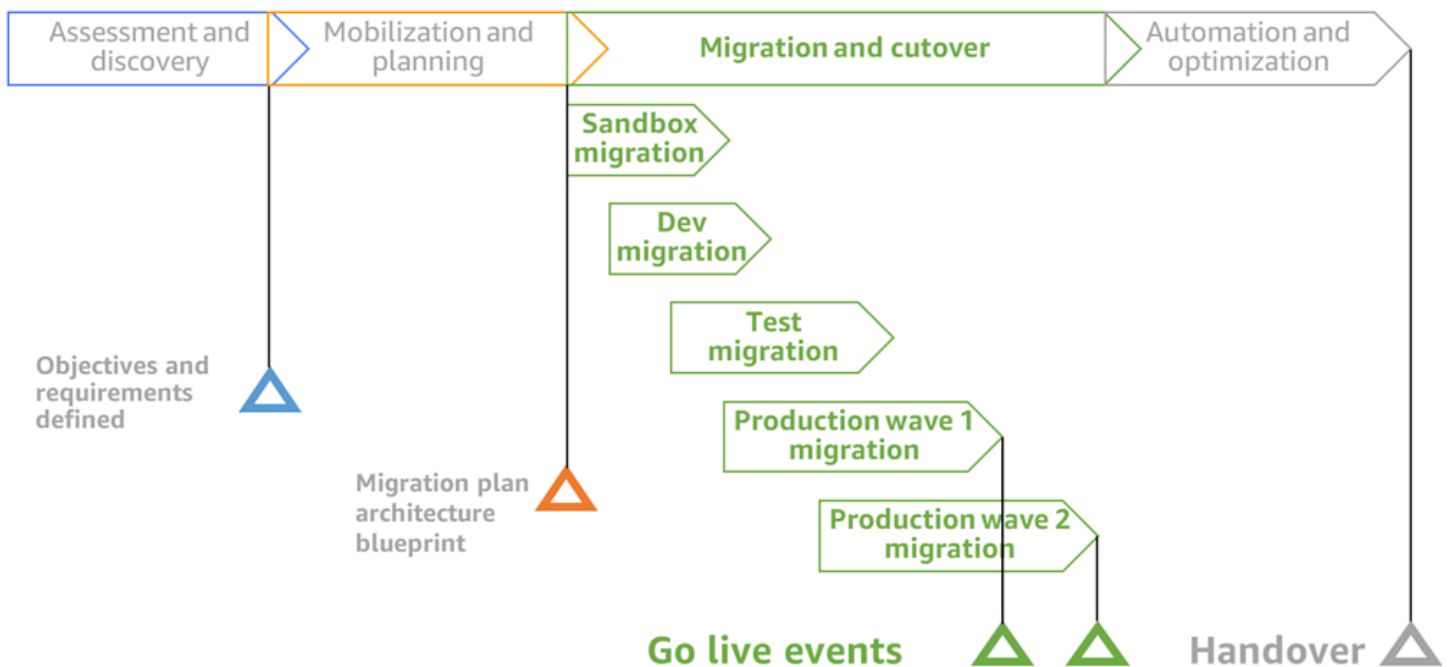 Assessment and
discovery
Mobilization and
planning
Migration and cutover
Automation and
optimization
Sandbox
migration
Dev
migration
Test
migration
Objectives and
requirements
defined
Production wave 1
migration
Migration plan
architecture
blueprint
Production wave 2
migration
Go live events
Handover